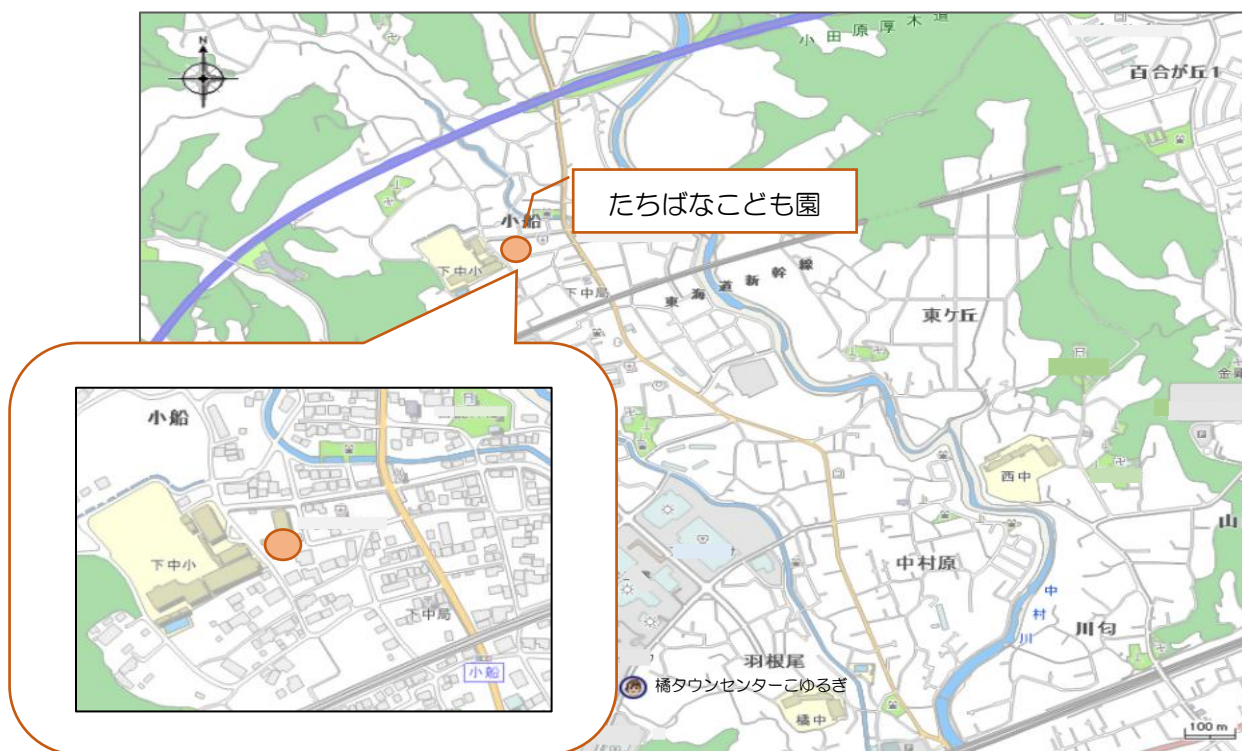 小田原厚木道
N
百合が丘1
たちばなこども園
小船
下中小
下中局
東海道新幹線
東ケ丘
西中
山
中村原
中村川
川匂
羽根尾
橘タウンセンターこゆるぎ
橘中
100 m
小船
下中小
下中局
小船